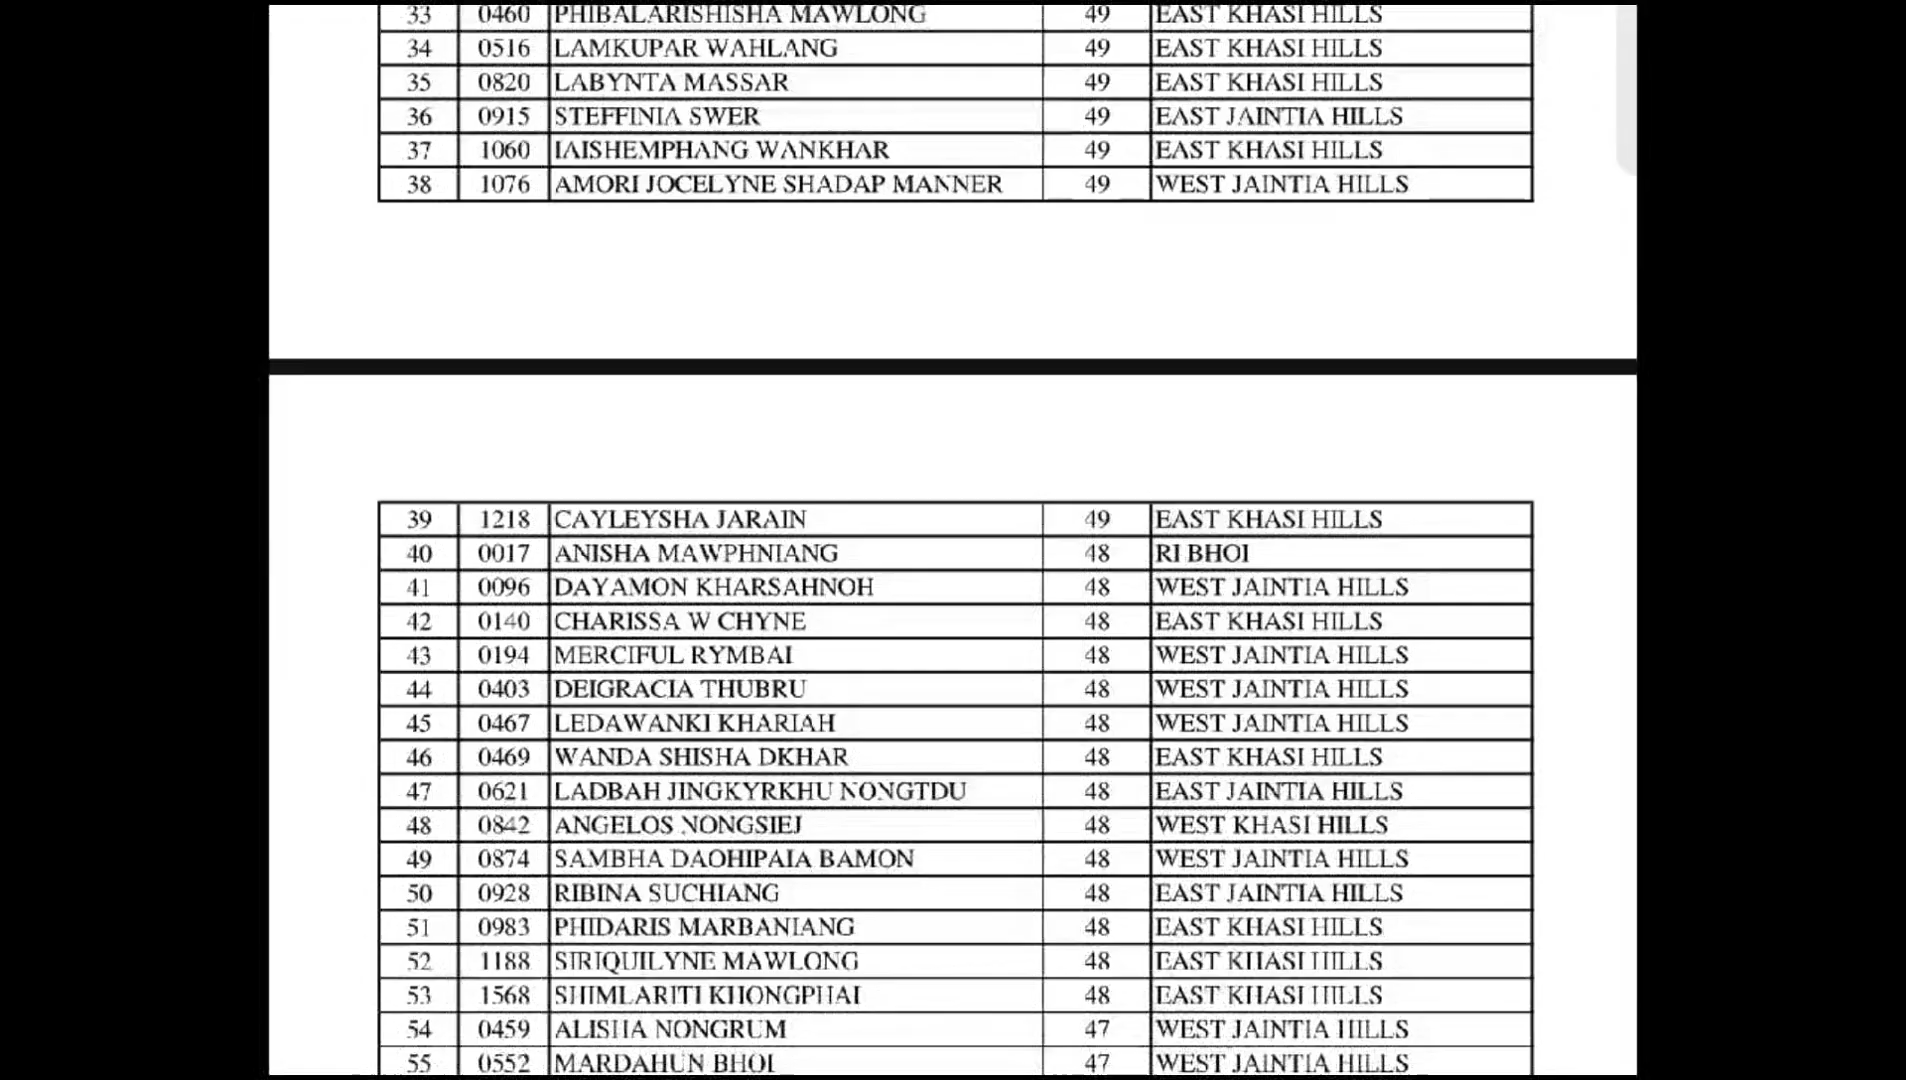 33 0460 PHIBALARISHISHA MAWLONG 49 EAST KHASI HILLS
34 0516 LAMKUPAR WAHLANG 49 EAST KHASI HILLS
35 0820 LABYNTA MASSAR 49 EAST KHASI HILLS
36 0915 STEFFINIA SWER 49 EAST JAINTIA HILLS
37 1060 IAISHEMPHANG WANKHAR 49 EAST KHASI HILLS
38 1076 AMORI JOCELYNE SHADAP MANNER 49 WEST JAINTIA HILLS
39 1218 CAYLEYSHA JARAIN 49 EAST KHASI HILLS
40 0017 ANISHA MAWPHNIANG 48 RI BHOI
41 0096 DAYAMON KHARSAHNOH 48 WEST JAINTIA HILLS
42 0140 CHARISSA W CHYNE 48 EAST KHASI HILLS
43 0194 MERCIFUL RYMBAI 48 WEST JAINTIA HILLS
44 0403 DEIGRACIA THUBRU 48 WEST JAINTIA HILLS
45 0467 LEDAWANKI KHARIAH 48 WEST JAINTIA HILLS
46 0469 WANDA SHISHA DKHAR 48 EAST KHASI HILLS
47 0621 LADBAH JINGKYRKHU NONGTDU 48 EAST JAINTIA HILLS
48 0842 ANGELOS NONGSIEJ 48 WEST KHASI HILLS
49 0874 SAMBHA DAOHIPAIA BAMON 48 WEST JAINTIA HILLS
50 0928 RIBINA SUCHIANG 48 EAST JAINTIA HILLS
51 0983 PHIDARIS MARBANIANG 48 EAST KHASI HILLS
52 1188 SIRIQUILYNE MAWLONG 48 EAST KHASI HILLS
53 1568 SHIMLARITI KHONGPHAI 48 EAST KHASI HILLS
54 0459 ALISHA NONGRUM 47 WEST JAINTIA HILLS
55 0552 MARDAHUN BHOI 47 WEST JAINTIA HILLS